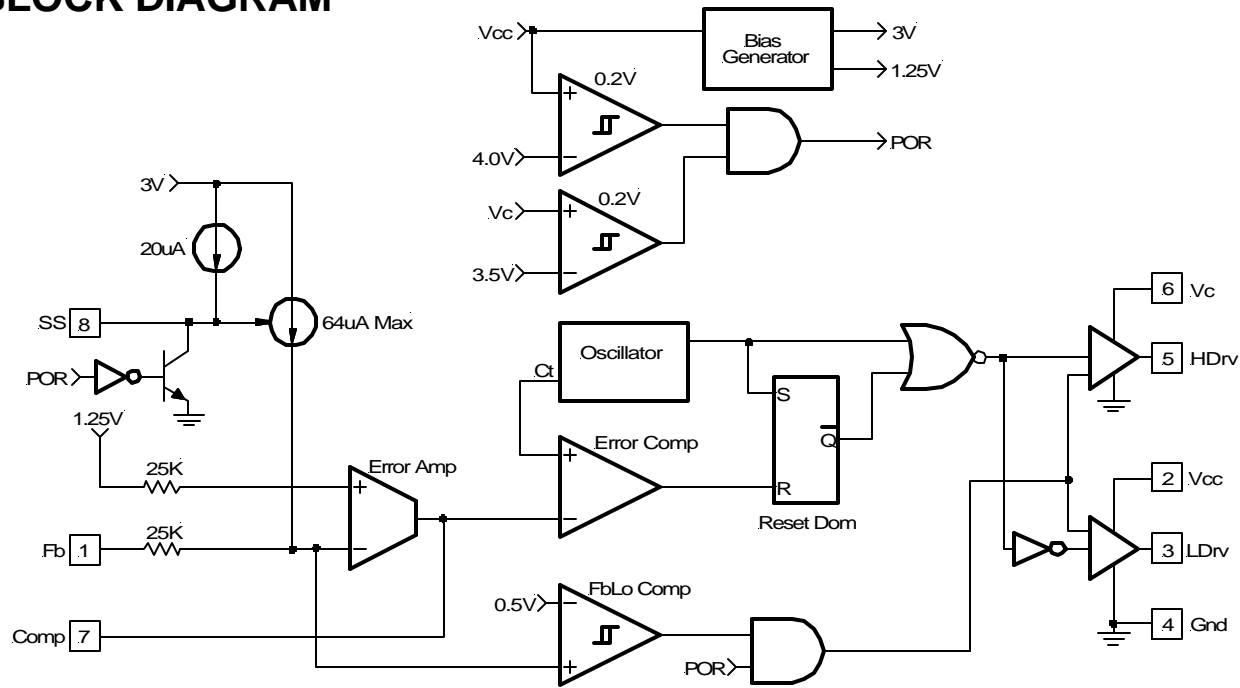 BLOCK DIAGRAM
Vcc
Bias
Generator
3V
1.25V
0.2V
+
4.0V
−
POR
3V
0.2V
Vc
+
20uA
3.5V
−
SS 8
64uA Max
6 Vc
Oscillator
5 HDrv
POR
Ct
S
1.25V
Error Comp
Q
25K
Error Amp
+
+
2 Vcc
R
Reset Dom
25K
−
Fb 1
−
3 LDrv
FbLo Comp
0.5V
−
4 Gnd
Comp 7
+
POR